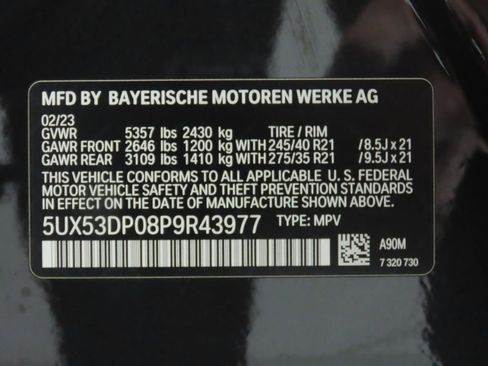 MFD BY BAYERISCHE MOTOREN WERKE AG
02/23
GVWR 5357 lbs 2430 kg TIRE / RIM
GAWR FRONT 2646 lbs 1200 kg WITH 245/40 R21 /8.5J x 21
GAWR REAR 3109 lbs 1410 kg WITH 275/35 R21 /9.5J x 21
THIS VEHICLE CONFORMS TO ALL APPLICABLE U. S. FEDERAL
MOTOR VEHICLE SAFETY AND THEFT PREVENTION STANDARDS
IN EFFECT ON THE DATE OF MANUFACTURE SHOWN ABOVE.
5UX53DP08P9R43977 TYPE: MPV
A90M
7 320 730